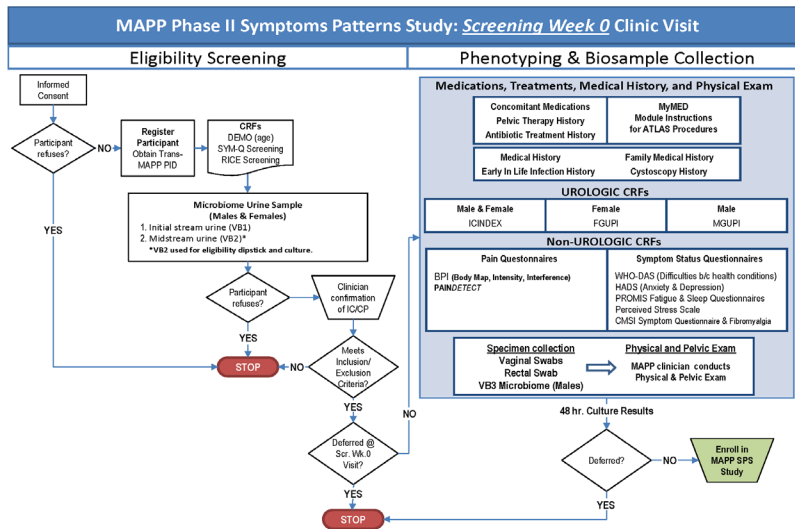 MAPP Phase II Symptoms Patterns Study: Screening Week 0 Clinic Visit
Eligibility Screening
Phenotyping & Biosample Collection
Informed
Consent
Participant
refuses?
NO
Register
Participant
Obtain Trans-
MAPP PID
CRFs
DEMO (age)
SYM-Q Screening
RICE Screening
YES
Microbiome Urine Sample
(Males & Females)
1. Initial stream urine (VB1)
2. Midstream urine (VB2)*
*VB2 used for eligibility dipstick and culture.
Participant
refuses?
Clinician
confirmation
of IC/CP
YES
STOP
NO
Meets
Inclusion/
Exclusion
Criteria?
YES
Deferred @
Scr. Wk.0
Visit?
NO
YES
STOP
Medications, Treatments, Medical History, and Physical Exam
Concomitant Medications
Pelvic Therapy History
Antibiotic Treatment History
MyMED
Module Instructions
for ATLAS Procedures
Medical History
Early In Life Infection History
Family Medical History
Cystoscopy History
UROLOGIC CRFs
Male & Female
ICINDEX
Female
FGUPI
Male
MGUPI
Non-UROLOGIC CRFs
Pain Questionnaires
BPI (Body Map, Intensity, Interference)
PAINDETECT
Symptom Status Questionnaires
WHO-DAS (Difficulties b/c health conditions)
HADS (Anxiety & Depression)
PROMIS Fatigue & Sleep Questionnaires
Perceived Stress Scale
CMSI Symptom Questionnaire & Fibromyalgia
Specimen collection
Vaginal Swabs
Rectal Swab
VB3 Microbiome (Males)
Physical and Pelvic Exam
MAPP clinician conducts
Physical & Pelvic Exam
48 hr. Culture Results
Deferred?
NO
Enroll in
MAPP SPS
Study
YES